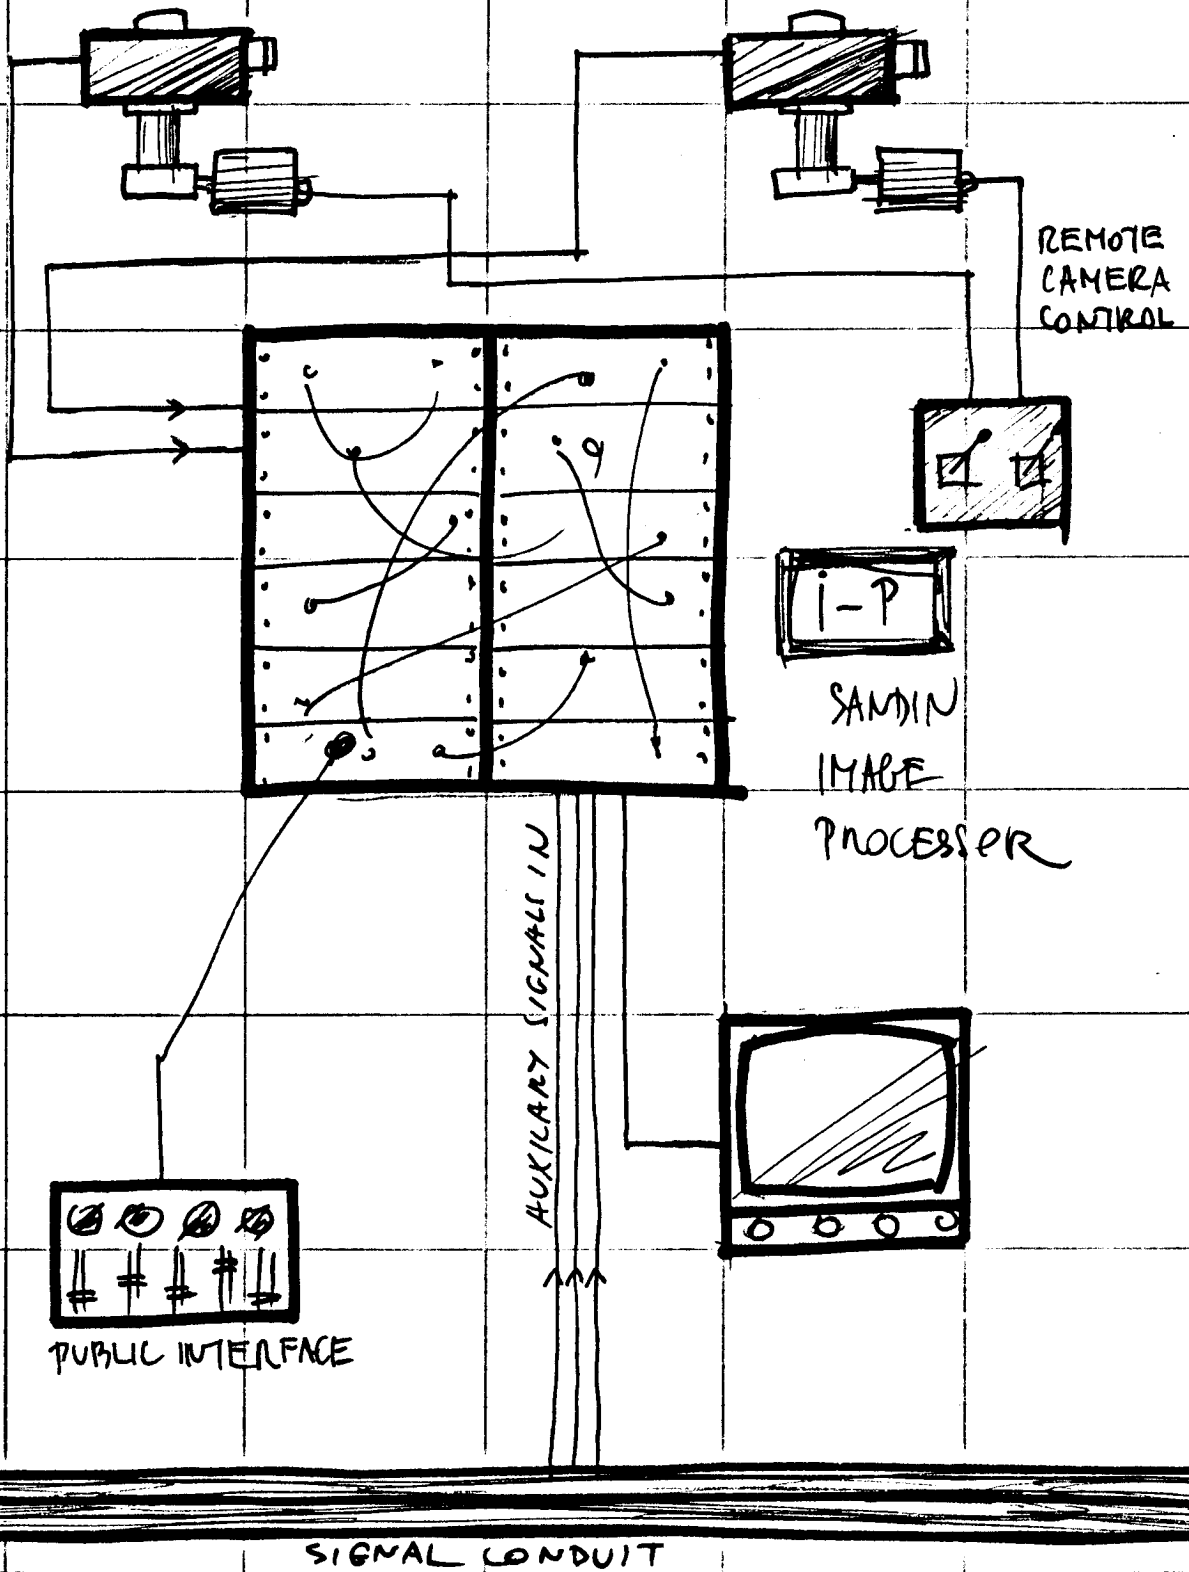 REMOTE
CAMERA
CONTROL
i-P
SANDIN
IMAGE
PROCESSER
AUXILARY SIGNALS IN
PUBLIC INTERFACE
SIGNAL CONDUIT